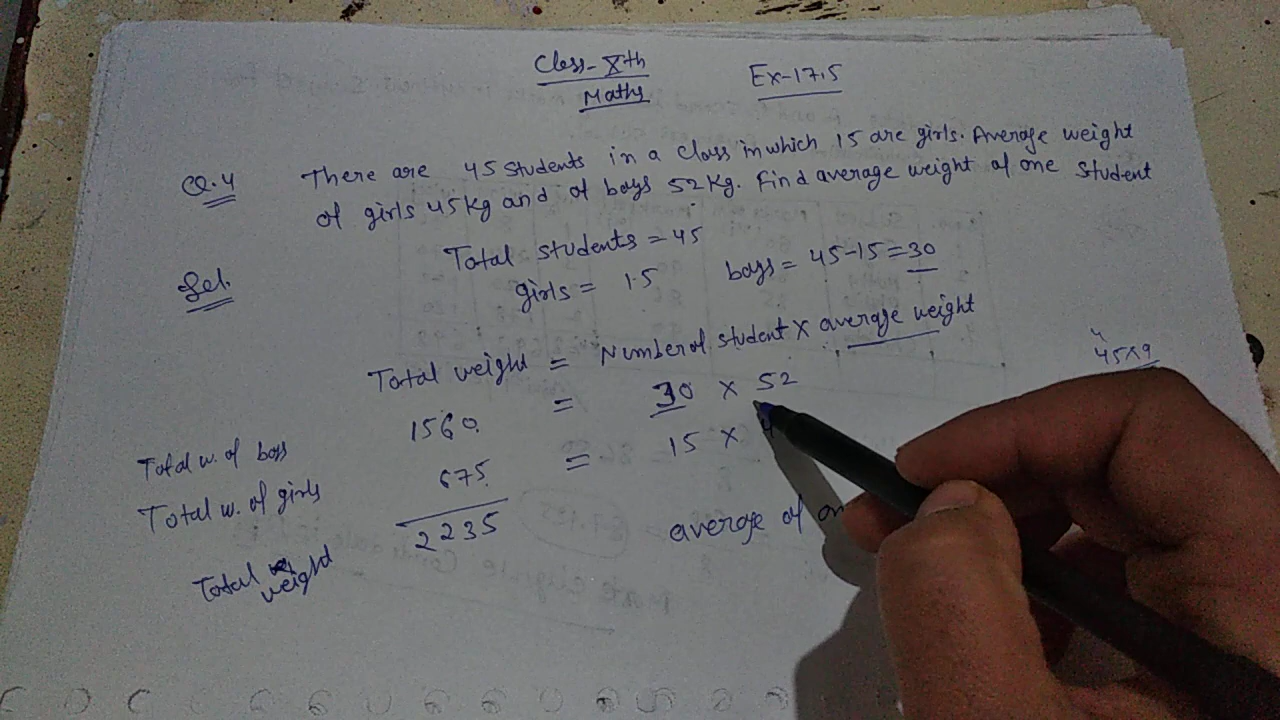 Class-Xth
Maths
Ex-17.5
Q.4 There are 45 students in a class in which 15 are girls. Average weight
of girls 45kg and of boys 52kg. Find average weight of one student
Sol. Total students = 45
girls = 15 boys = 45-15=30
Total weight = Number of student x average weight
45x9
Total w. of boys 1560 = 30 x 52
Total w. of girls 675 = 15 x 4
Total weight 2235 average of on